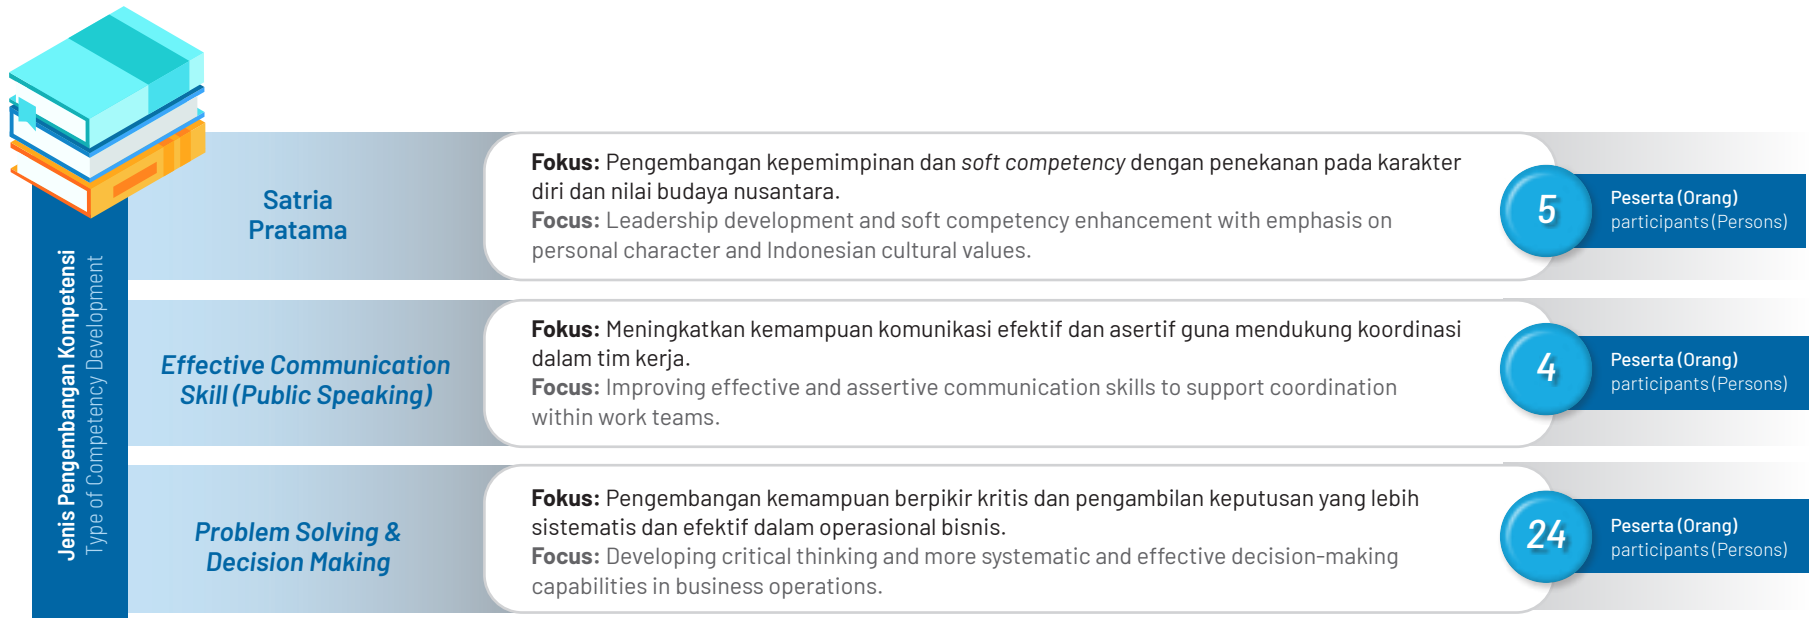 Jenis Pengembangan Kompetensi
Type of Competency Development
Satria
Pratama
Fokus: Pengembangan kepemimpinan dan soft competency dengan penekanan pada karakter
diri dan nilai budaya nusantara.
Focus: Leadership development and soft competency enhancement with emphasis on
personal character and Indonesian cultural values.
5
Peserta (Orang)
participants (Persons)
Effective Communication
Skill (Public Speaking)
Fokus: Meningkatkan kemampuan komunikasi efektif dan asertif guna mendukung koordinasi
dalam tim kerja.
Focus: Improving effective and assertive communication skills to support coordination
within work teams.
4
Peserta (Orang)
participants (Persons)
Problem Solving &
Decision Making
Fokus: Pengembangan kemampuan berpikir kritis dan pengambilan keputusan yang lebih
sistematis dan efektif dalam operasional bisnis.
Focus: Developing critical thinking and more systematic and effective decision-making
capabilities in business operations.
24
Peserta (Orang)
participants (Persons)